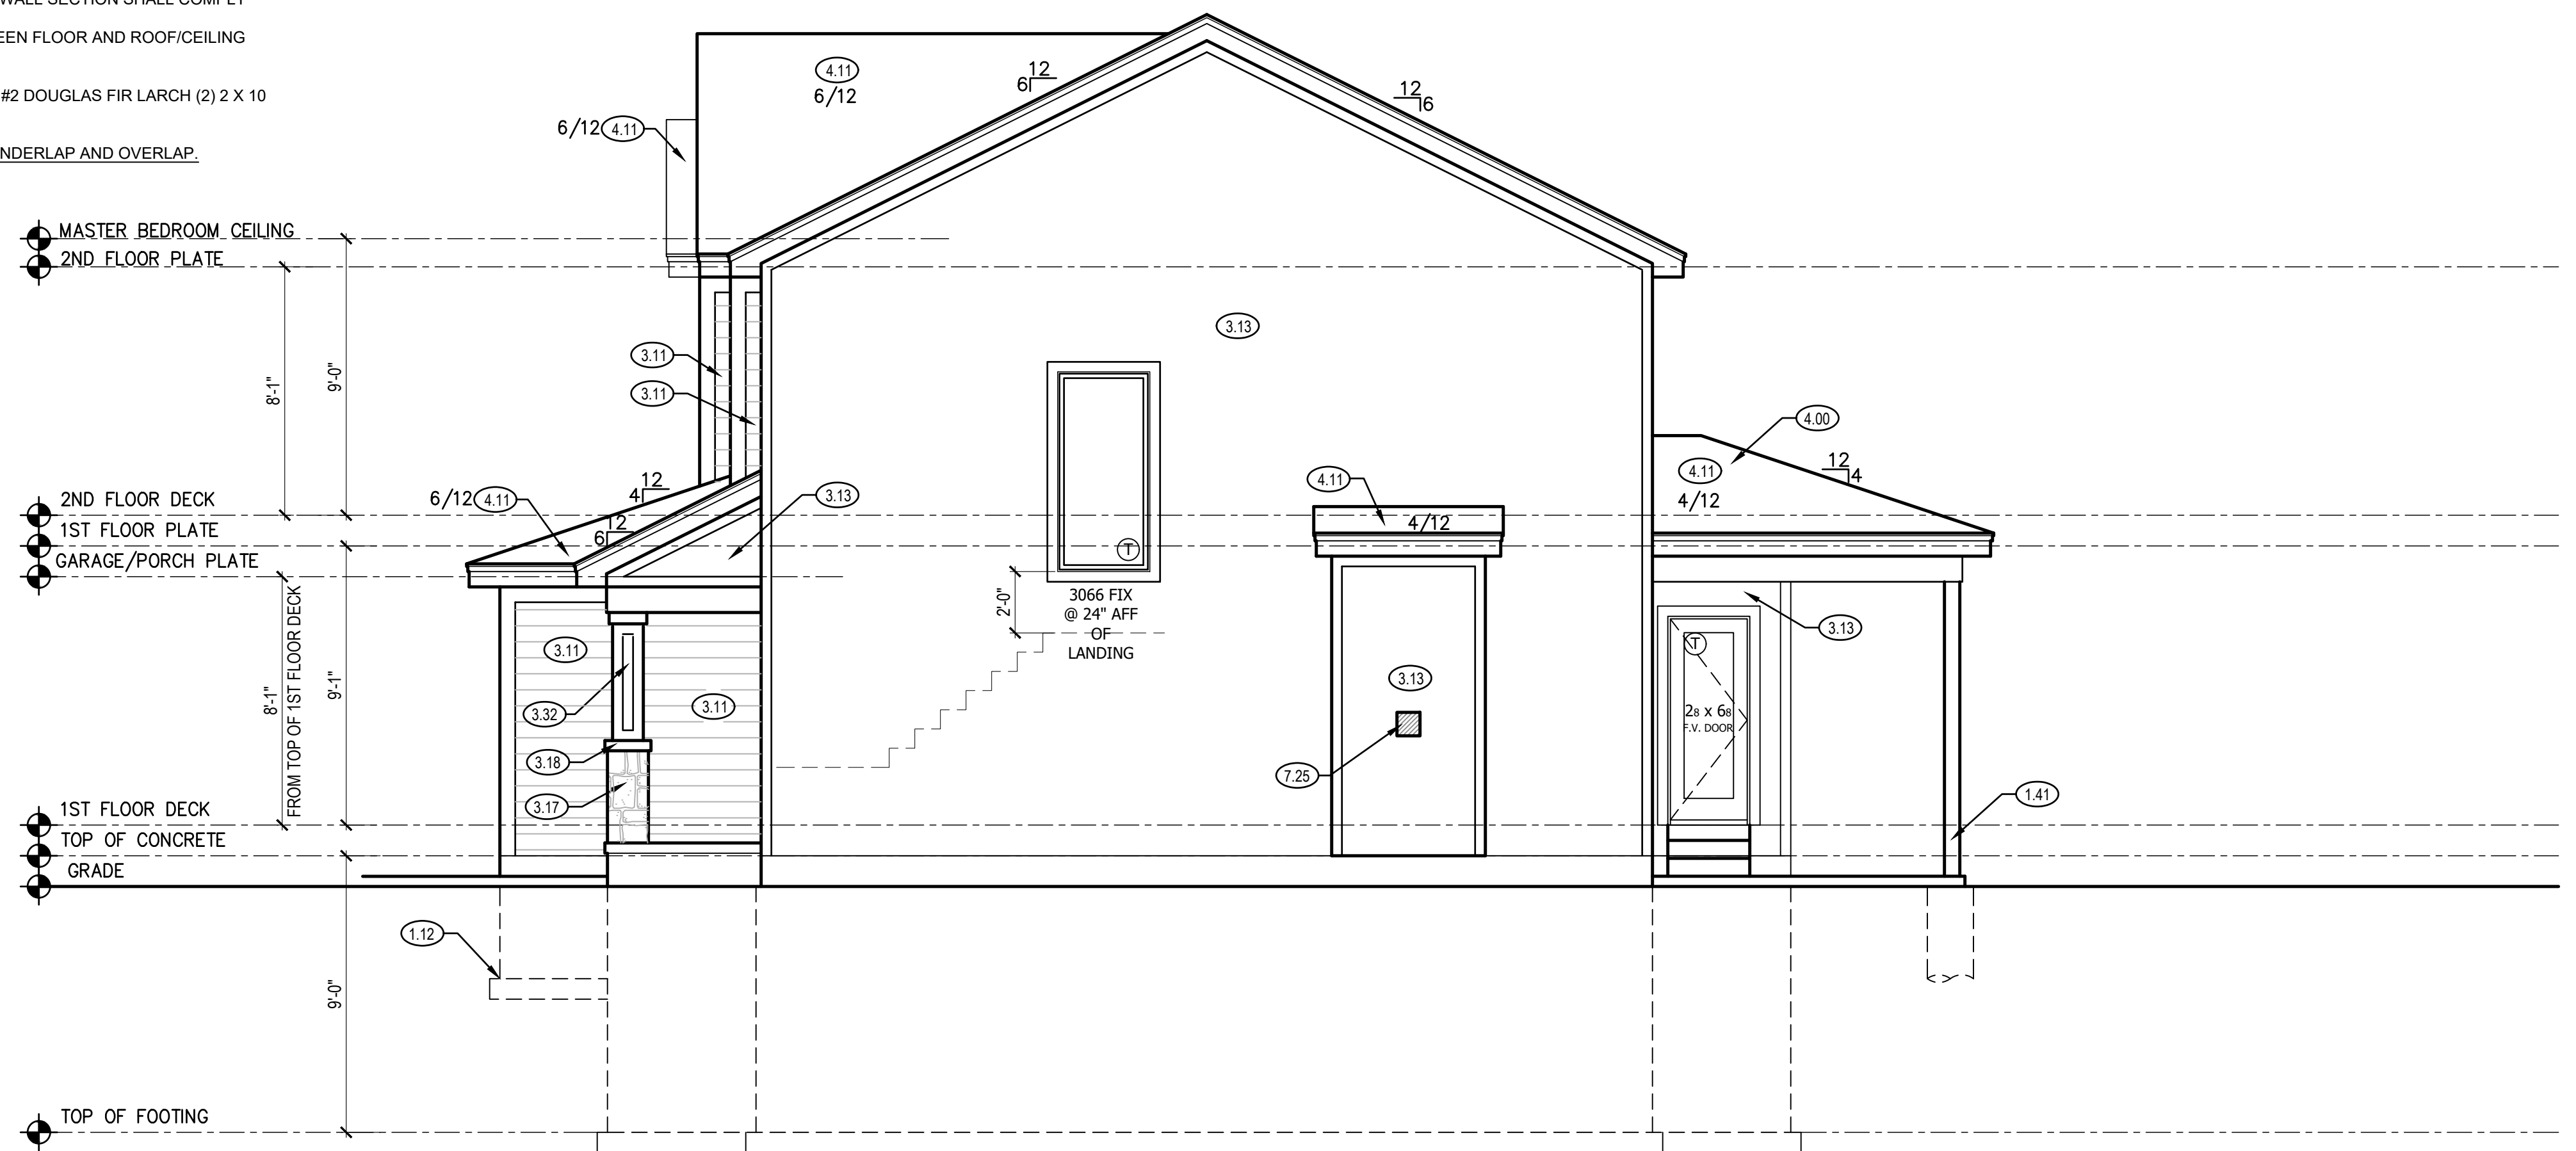 WALL SECTION SHALL COMPLY
EEN FLOOR AND ROOF/CEILING
#2 DOUGLAS FIR LARCH (2) 2 X 10
NDERLAP AND OVERLAP.
4.11
6/12
12
6
12
6
6/12 4.11
MASTER BEDROOM CEILING
2ND FLOOR PLATE
3.13
3.11
3.11
8'-1"
9'-0"
4.00
4.11
4/12
12
4
12
4
6/12 4.11
12
6
3.13
4.11
4/12
2ND FLOOR DECK
1ST FLOOR PLATE
GARAGE/PORCH PLATE
T
2'-0"
3066 FIX
@ 24" AFF
OF
LANDING
3.13
T
28 x 68
F.V. DOOR
3.11
3.11
3.32
3.18
3.17
3.13
7.25
1.41
8'-1"
FROM TOP OF 1ST FLOOR DECK
9'-1"
1ST FLOOR DECK
TOP OF CONCRETE
GRADE
1.12
9'-0"
TOP OF FOOTING